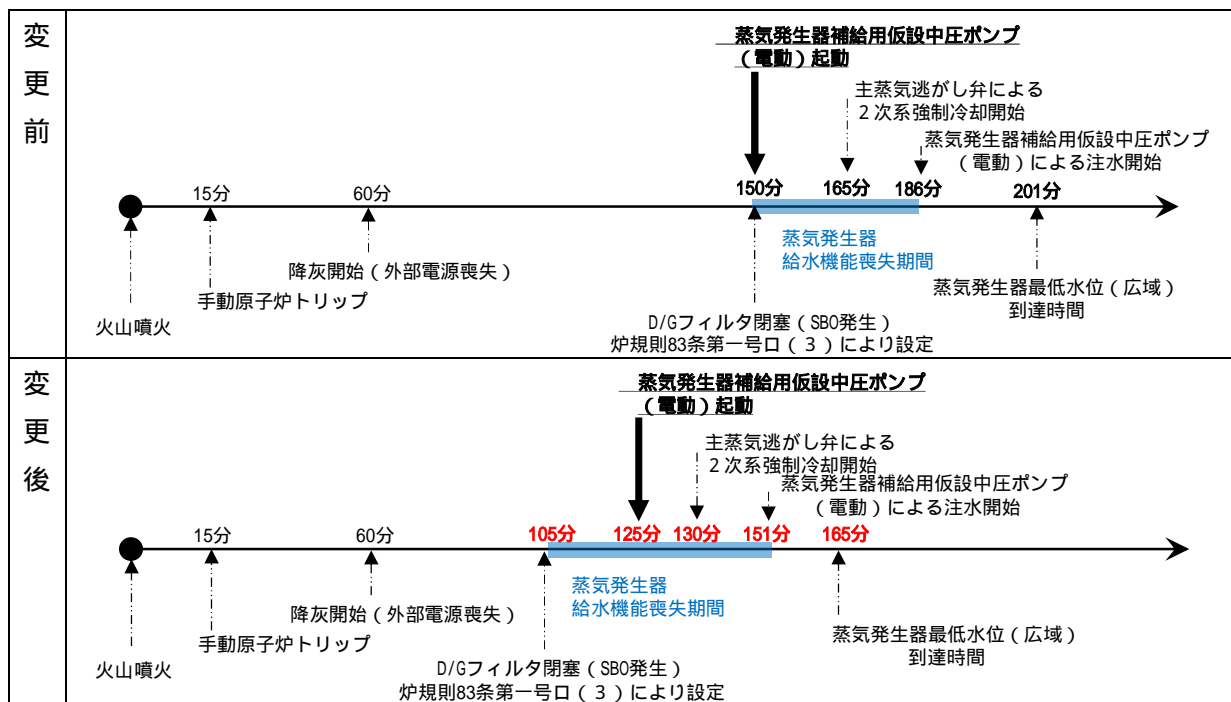 変
更
前
蒸気発生器補給用仮設中圧ポンプ
（電動）起動
主蒸気逃がし弁による
２次系強制冷却開始
蒸気発生器補給用仮設中圧ポンプ
（電動）による注水開始
15分
60分
150分
165分
186分
201分
蒸気発生器
給水機能喪失期間
降灰開始（外部電源喪失）
手動原子炉トリップ
火山噴火
蒸気発生器最低水位（広域）
到達時間
D/Gフィルタ閉塞（SBO発生）
炉規則83条第一号ロ（３）により設定
変
更
後
蒸気発生器補給用仮設中圧ポンプ
（電動）起動
主蒸気逃がし弁による
２次系強制冷却開始
蒸気発生器補給用仮設中圧ポンプ
（電動）による注水開始
15分
60分
105分
125分
130分
151分
165分
蒸気発生器
給水機能喪失期間
降灰開始（外部電源喪失）
手動原子炉トリップ
火山噴火
蒸気発生器最低水位（広域）
到達時間
D/Gフィルタ閉塞（SBO発生）
炉規則83条第一号ロ（３）により設定